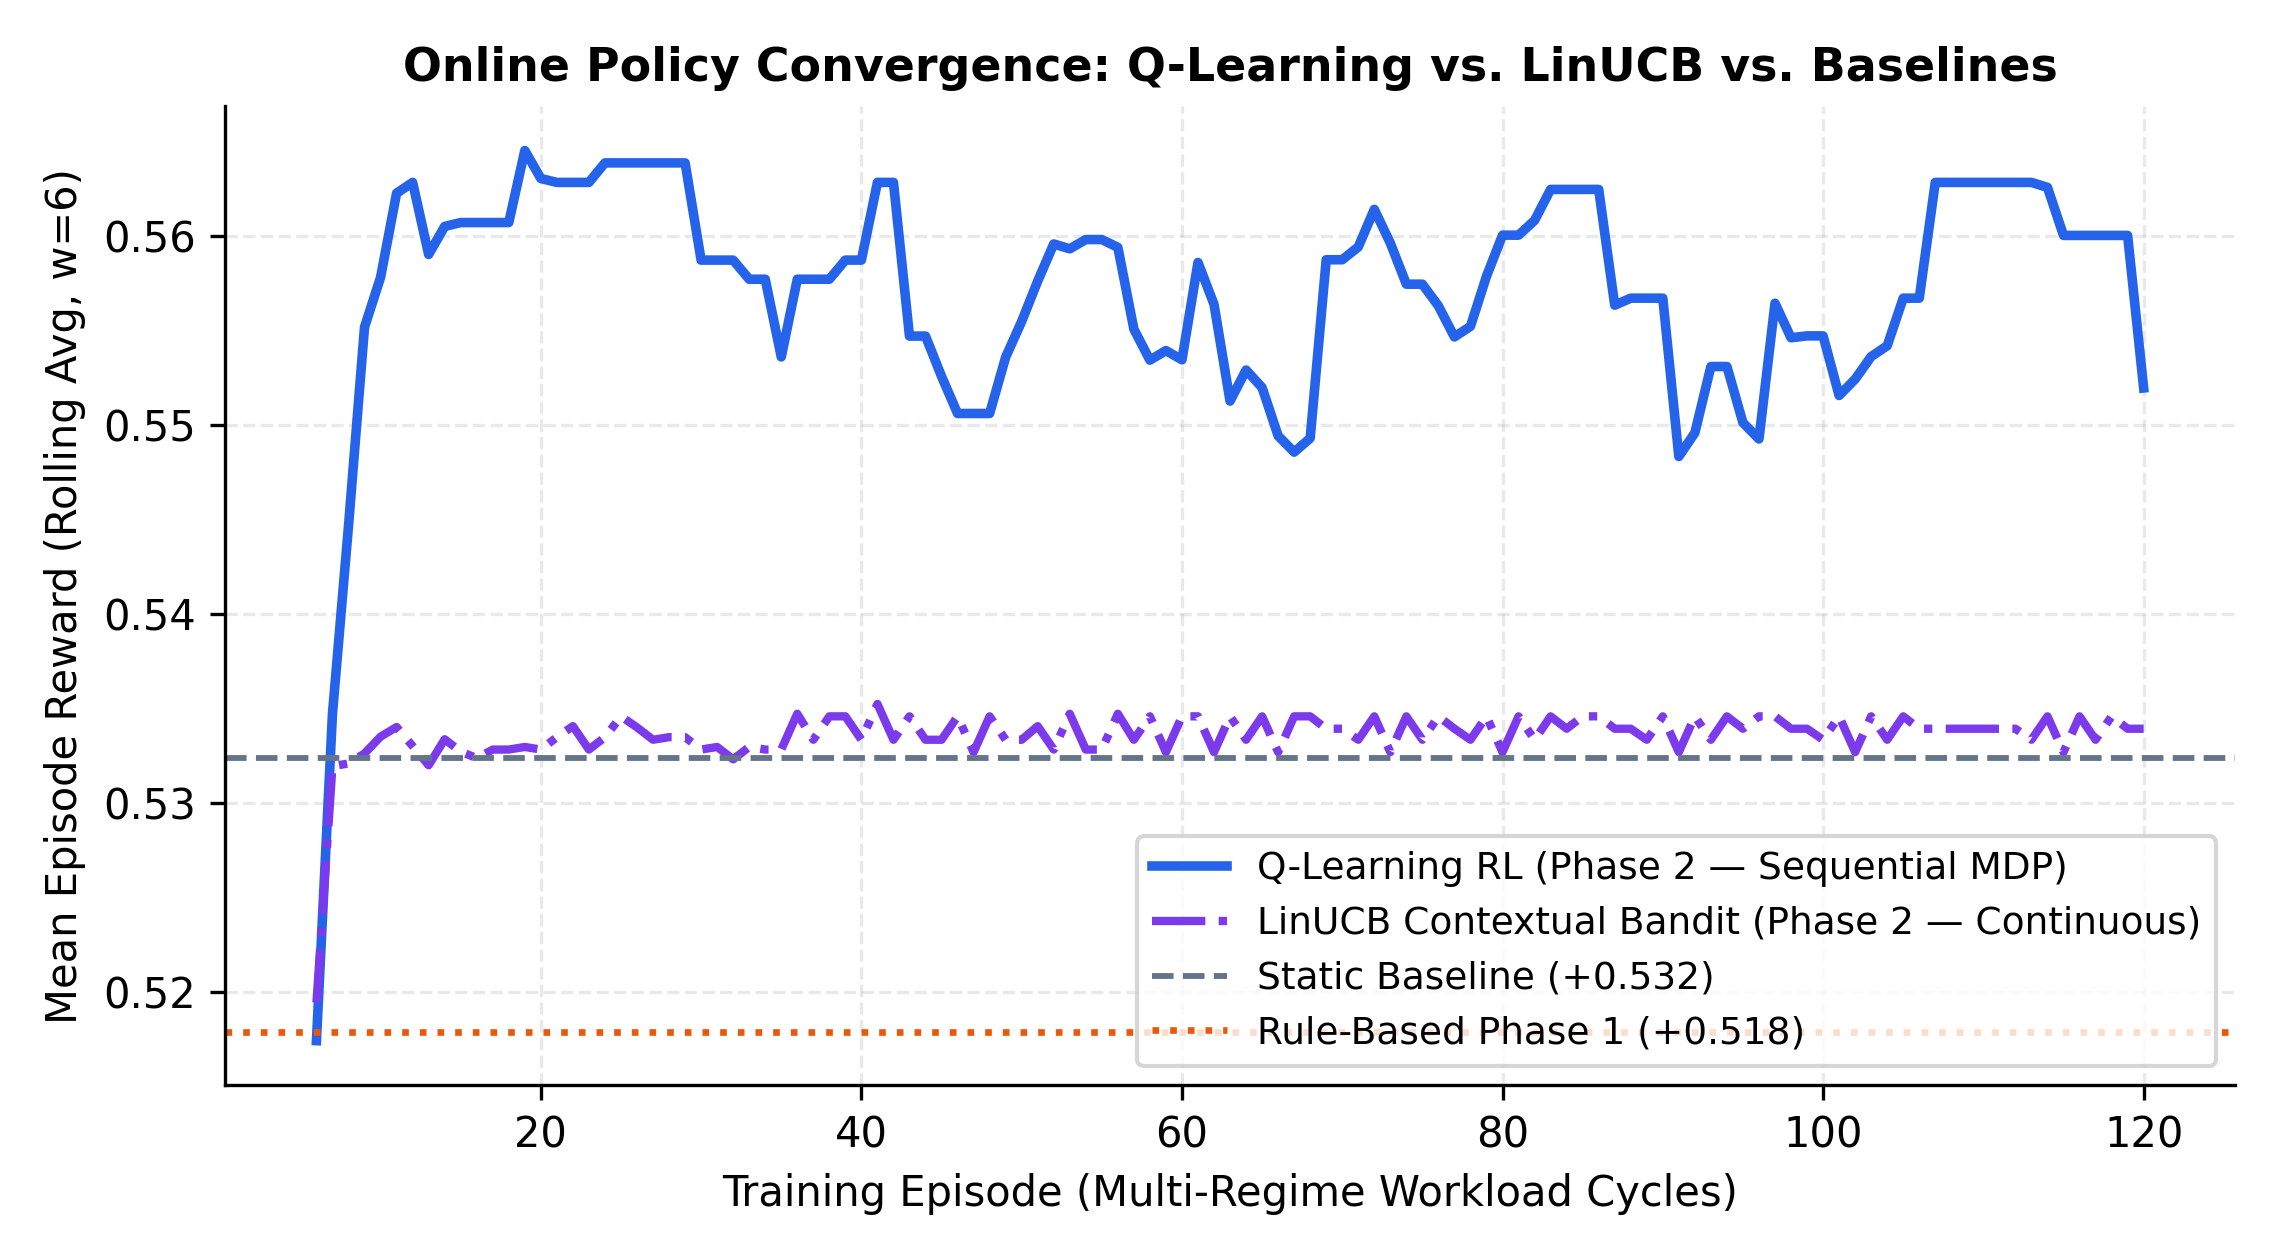 Online Policy Convergence: Q-Learning vs. LinUCB vs. Baselines
Mean Episode Reward (Rolling Avg, w=6)
0.56
0.55
0.54
0.53
0.52
Q-Learning RL (Phase 2 — Sequential MDP)
LinUCB Contextual Bandit (Phase 2 — Continuous)
Static Baseline (+0.532)
Rule-Based Phase 1 (+0.518)
20 40 60 80 100 120
Training Episode (Multi-Regime Workload Cycles)